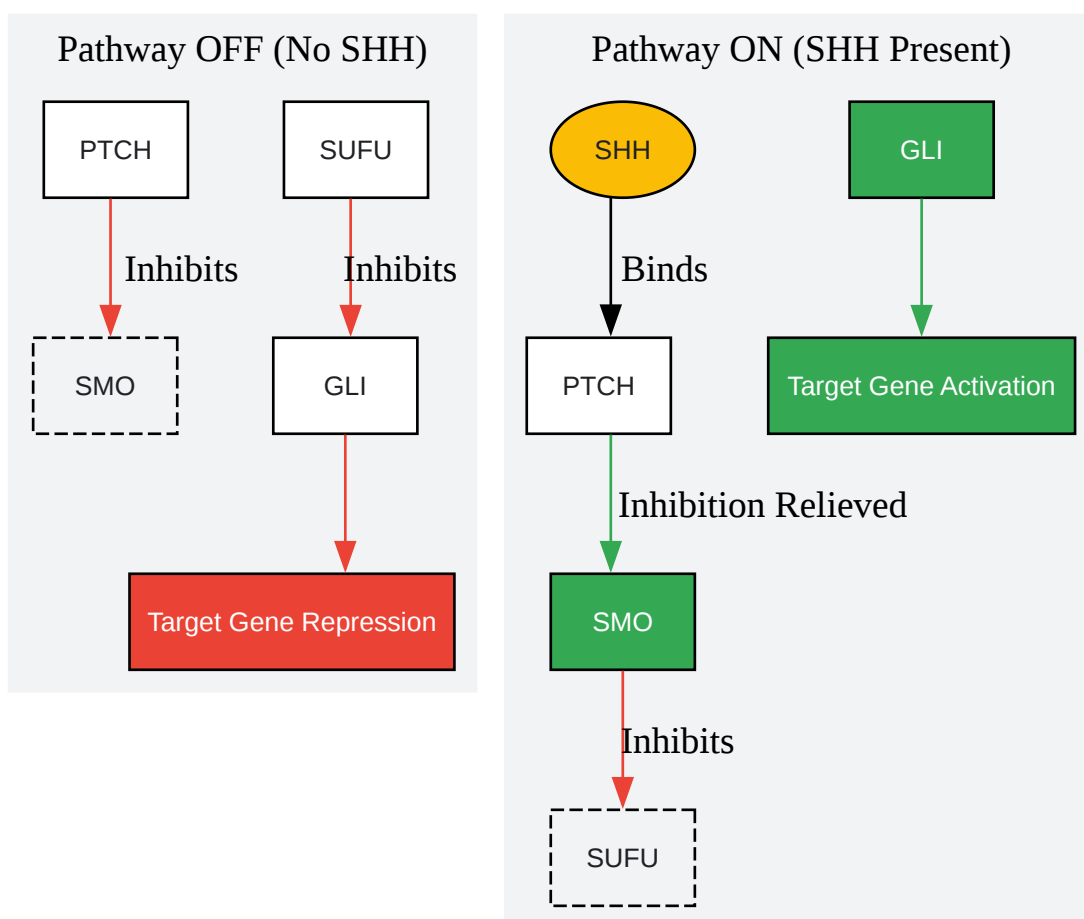 Pathway OFF (No SHH)
PTCH
SUFU
Inhibits
Inhibits
SMO
GLI
Target Gene Repression
Pathway ON (SHH Present)
SHH
GLI
Binds
PTCH
Target Gene Activation
Inhibition Relieved
SMO
Inhibits
SUFU